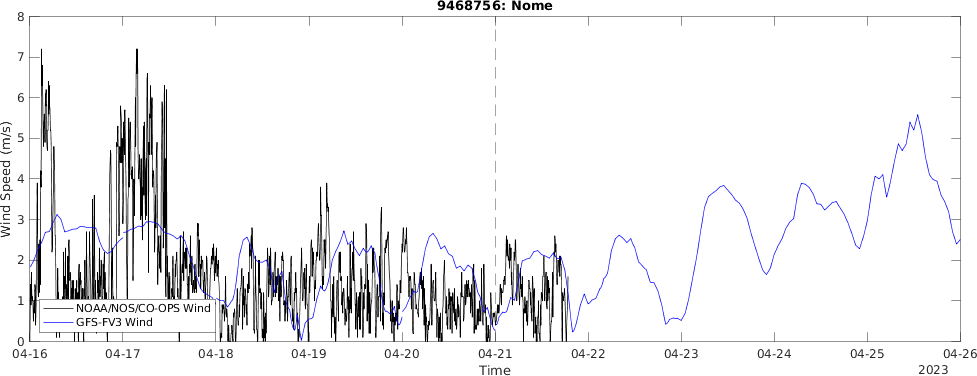 9468756: Nome
Wind Speed (m/s)
8
7
6
5
4
3
2
1
0
NOAA/NOS/CO-OPS Wind
GFS-FV3 Wind
04-16 04-17 04-18 04-19 04-20 04-21 04-22 04-23 04-24 04-25 04-26
Time
2023